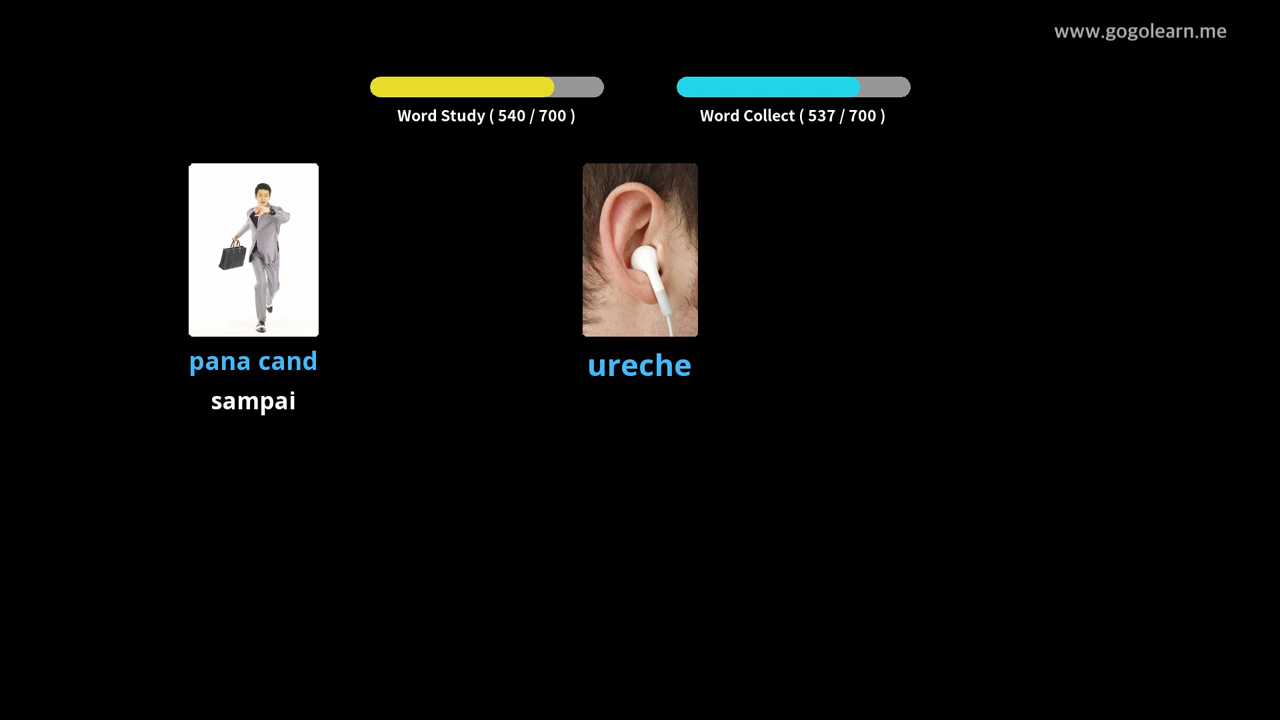 www.gogolearn.me
Word Study ( 540 / 700 )
Word Collect ( 537 / 700 )
pana cand
sampai
ureche